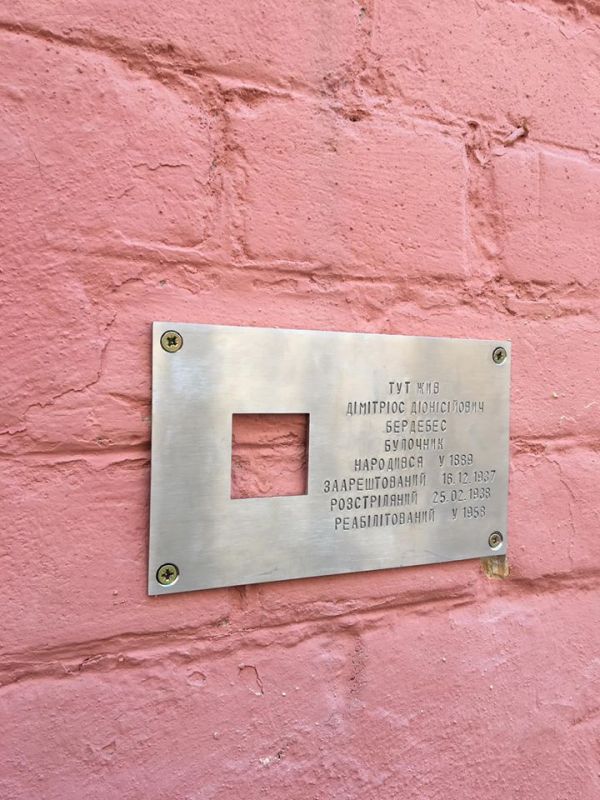 ТУТ ЖИВ
ДІМІТРІОС ДІОНІСІЙОВИЧ
БЕРДЕБЕС
БУЛОЧНИК
НАРОДИВСЯ У 1889
ЗААРЕШТОВАНИЙ 16.12.1937
РОЗСТРІЛЯНИЙ 25.02.1938
РЕАБІЛІТОВАНИЙ У 1958